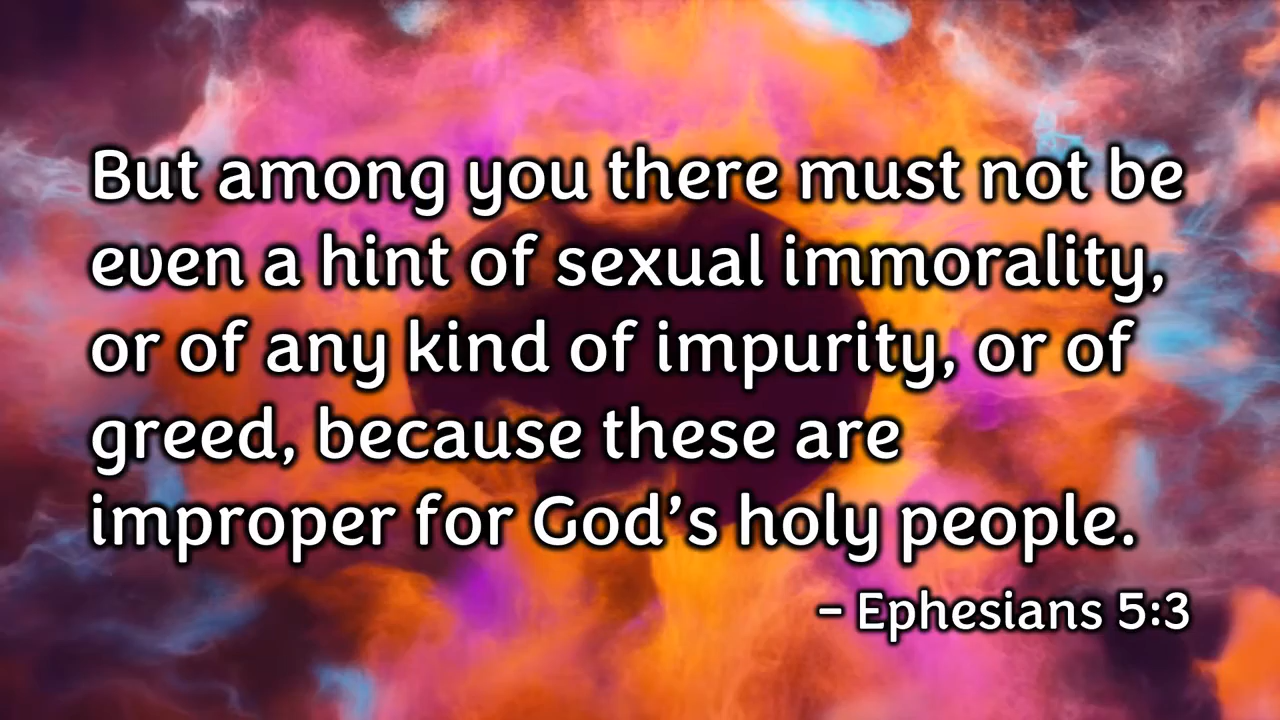 But among you there must not be
even a hint of sexual immorality,
or of any kind of impurity, or of
greed, because these are
improper for God’s holy people.
– Ephesians 5:3